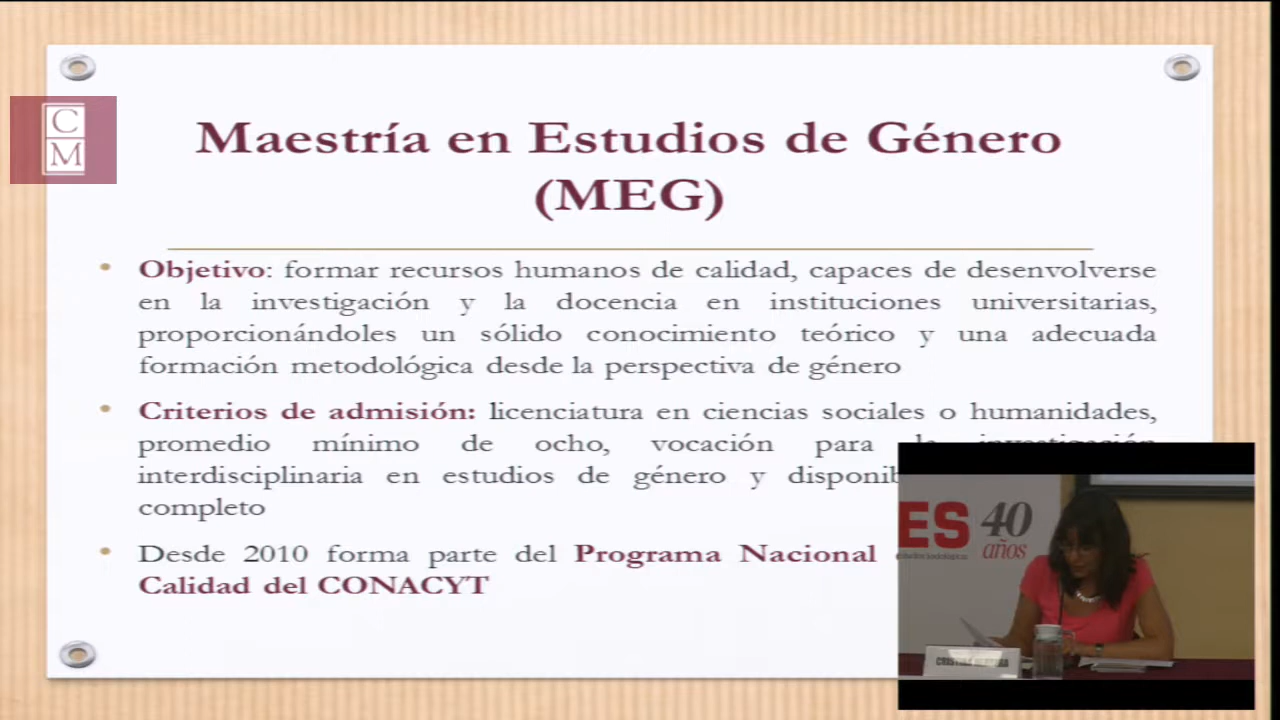 C
M
Maestría en Estudios de Género
(MEG)
• Objetivo: formar recursos humanos de calidad, capaces de desenvolverse
en la investigación y la docencia en instituciones universitarias,
proporcionándoles un sólido conocimiento teórico y una adecuada
formación metodológica desde la perspectiva de género
• Criterios de admisión: licenciatura en ciencias sociales o humanidades,
promedio mínimo de ocho, vocación para la investigación
interdisciplinaria en estudios de género y
completo
• Desde 2010 forma parte del Programa Nacional
Calidad del CONACYT
ES 40
años